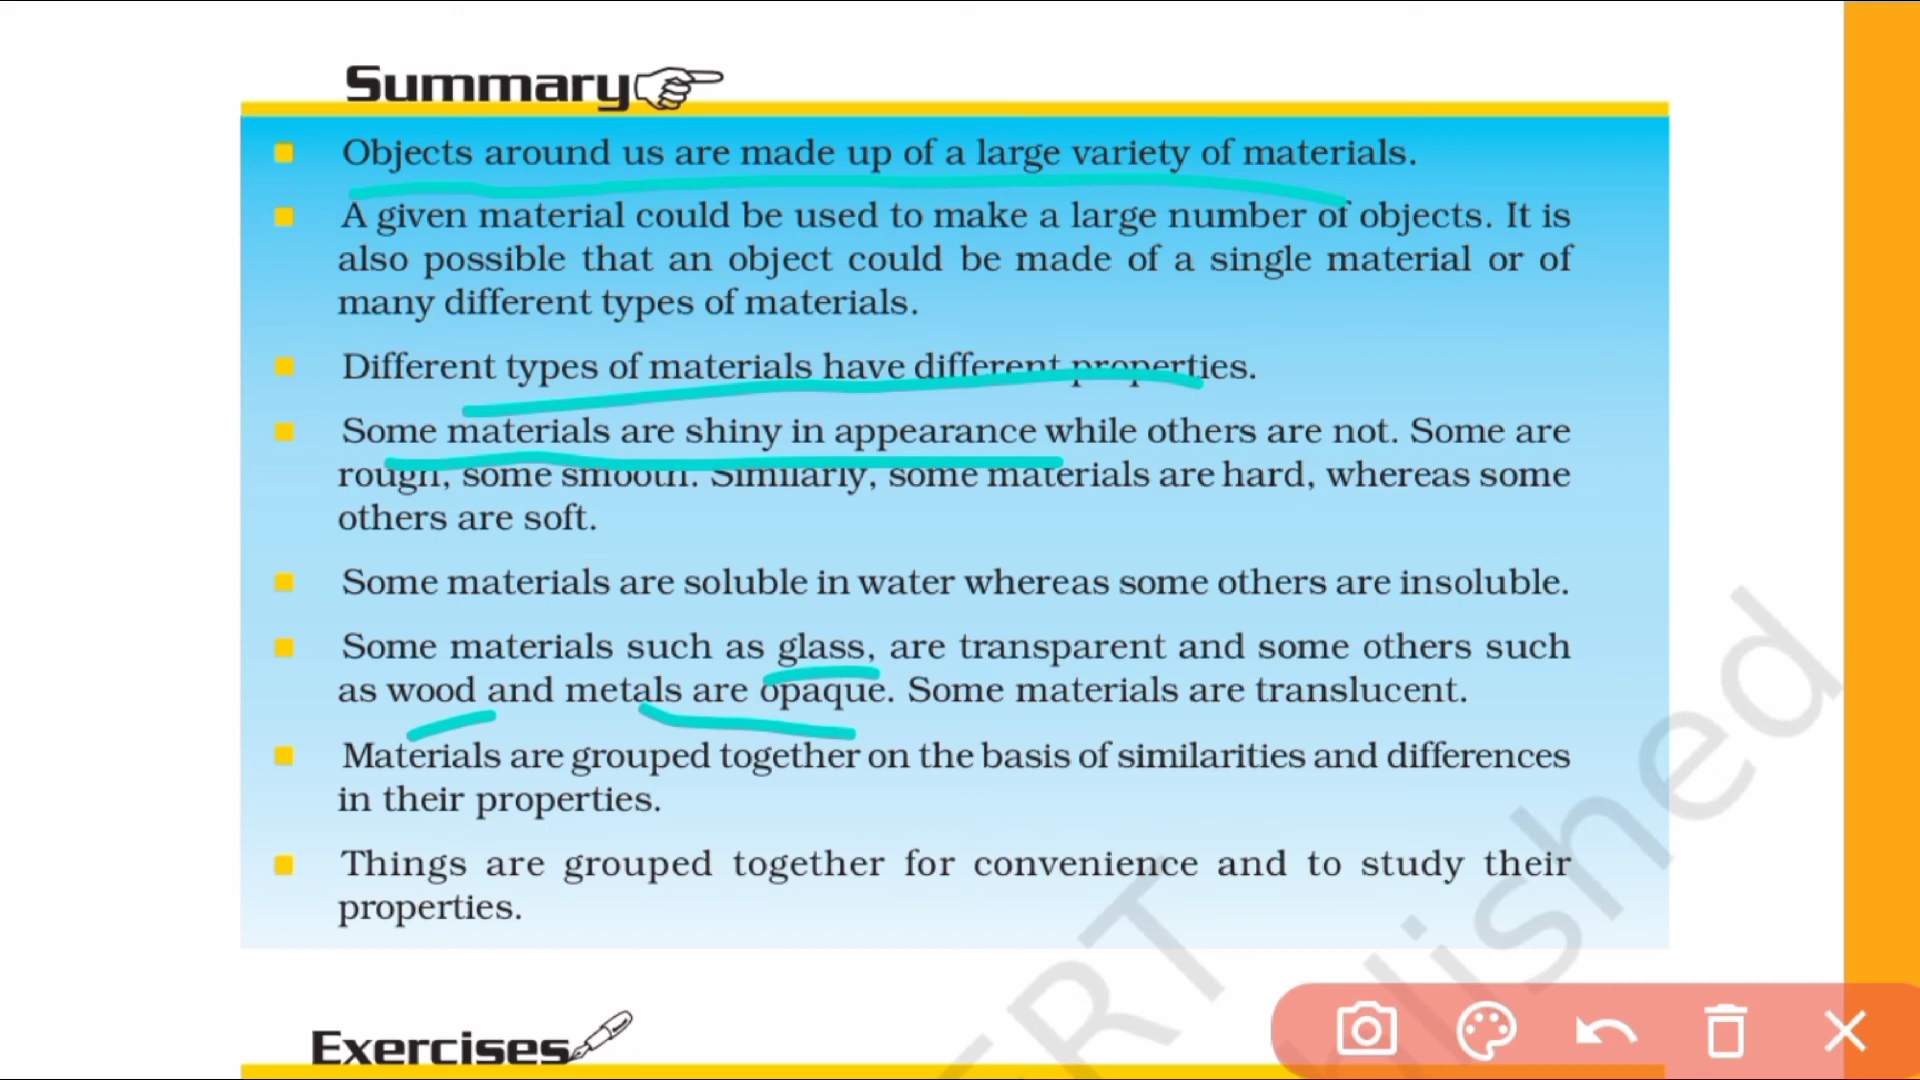 Summary
Objects around us are made up of a large variety of materials.
A given material could be used to make a large number of objects. It is
also possible that an object could be made of a single material or of
many different types of materials.
Different types of materials have different properties.
Some materials are shiny in appearance while others are not. Some are
rough, some smooth. Similarly, some materials are hard, whereas some
others are soft.
Some materials are soluble in water whereas some others are insoluble.
Some materials such as glass, are transparent and some others such
as wood and metals are opaque. Some materials are translucent.
Materials are grouped together on the basis of similarities and differences
in their properties.
Things are grouped together for convenience and to study their
properties.
Exercises